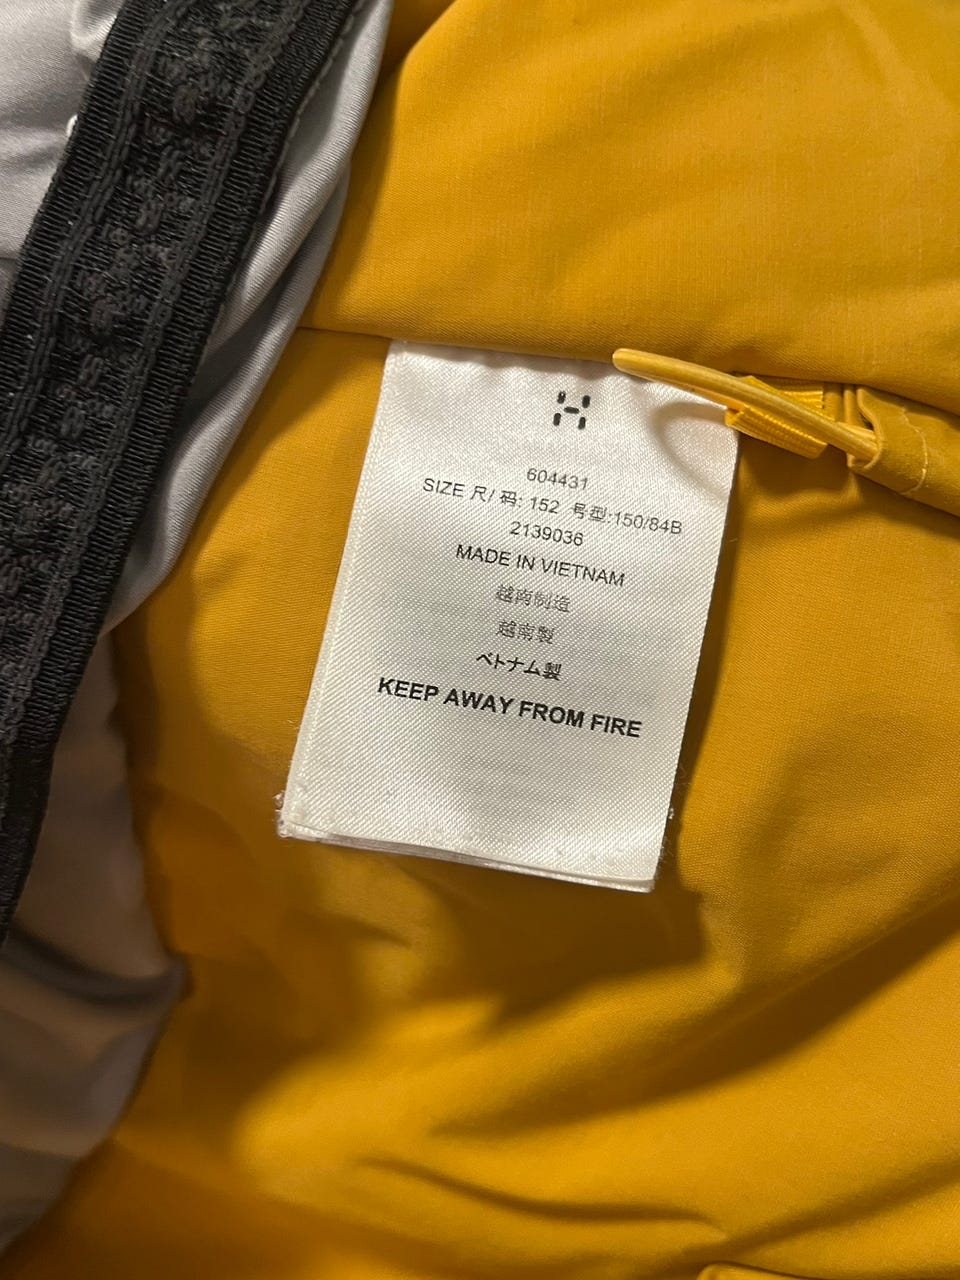 604431
SIZE 尺/ 码: 152 号型:150/84B
2139036
MADE IN VIETNAM
越南制造
越南製
ベトナム製
KEEP AWAY FROM FIRE